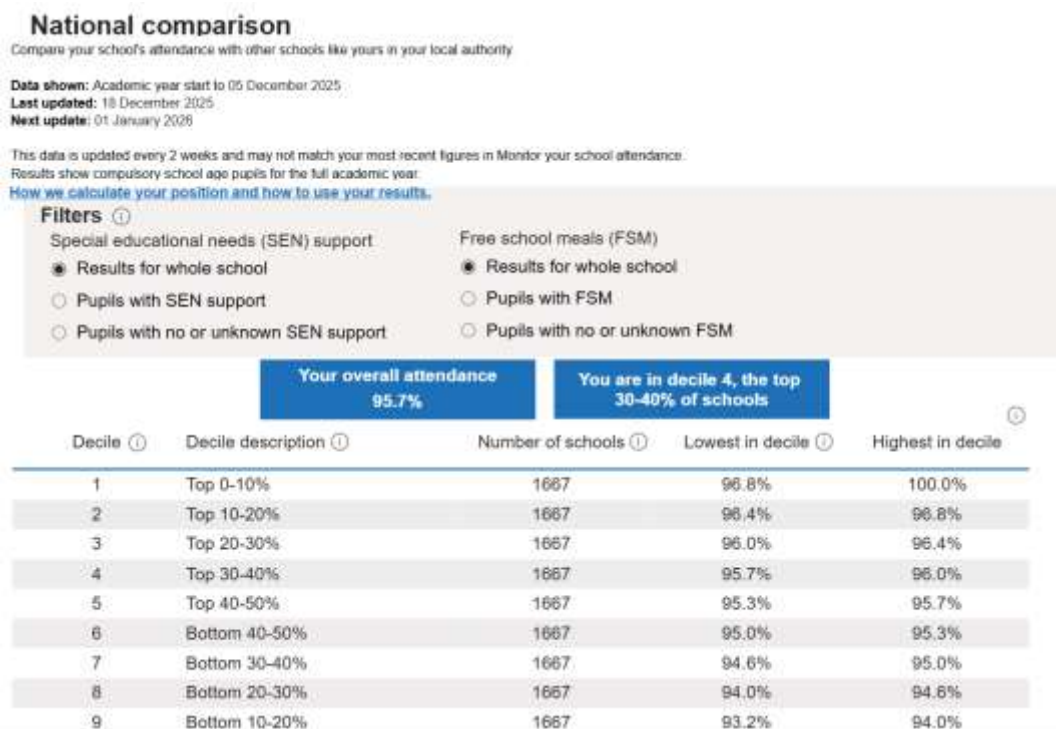 National comparison
Compare your school's attendance with other schools like yours in your local authority
Data shown: Academic year start to 05 December 2025
Last updated: 18 December 2025
Next update: 01 January 2026
This data is updated every 2 weeks and may not match your most recent figures in Monitor your school attendance.
Results show compulsory school age pupils for the full academic year.
How we calculate your position and how to use your results.
Filters
Special educational needs (SEN) support Free school meals (FSM)
Results for whole school Results for whole school
Pupils with SEN support Pupils with FSM
Pupils with no or unknown SEN support Pupils with no or unknown FSM
Your overall attendance
95.7%
You are in decile 4, the top
30-40% of schools
Decile Decile description Number of schools Lowest in decile Highest in decile
1 Top 0-10% 1667 96.8% 100.0%
2 Top 10-20% 1667 96.4% 96.8%
3 Top 20-30% 1667 96.0% 96.4%
4 Top 30-40% 1667 95.7% 96.0%
5 Top 40-50% 1667 95.3% 95.7%
6 Bottom 40-50% 1667 95.0% 95.3%
7 Bottom 30-40% 1667 94.6% 95.0%
8 Bottom 20-30% 1667 94.0% 94.6%
9 Bottom 10-20% 1667 93.2% 94.0%